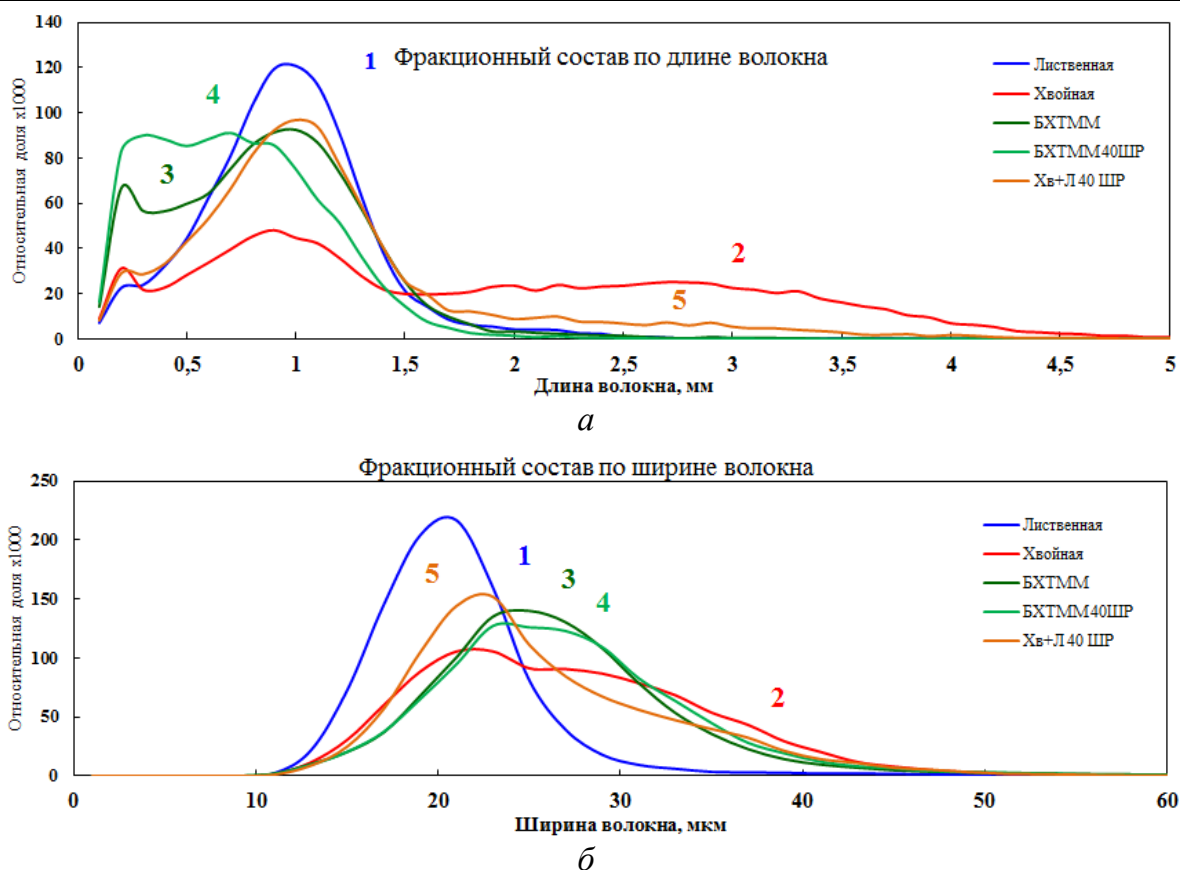 Фракционный состав по длине волокна
Относительная доля x1000
140
120
100
80
60
40
20
0
0
0,5
1
1,5
2
2,5
3
3,5
4
4,5
5
1
2
3
4
5
Лиственная
Хвойная
БХТММ
БХТММ40ШР
Хв+Л40 ШР
Длина волокна, мм
а
Фракционный состав по ширине волокна
Относительная доля x1000
250
200
150
100
50
0
0
10
20
30
40
50
60
1
2
3
4
5
Лиственная
Хвойная
БХТММ
БХТММ40ШР
Хв+Л40 ШР
Ширина волокна, мкм
б